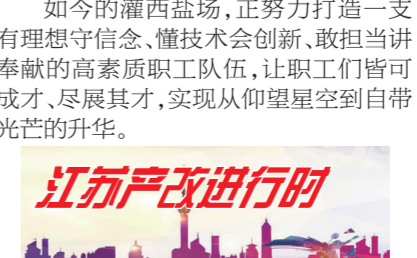 如今的灌西盐场,正努力打造一支
有理想守信念、懂技术会创新、敢担当讲
奉献的高素质职工队伍,让职工们皆可
成才、尽展其才,实现从仰望星空到自带
光芒的升华。
江苏产改进行时